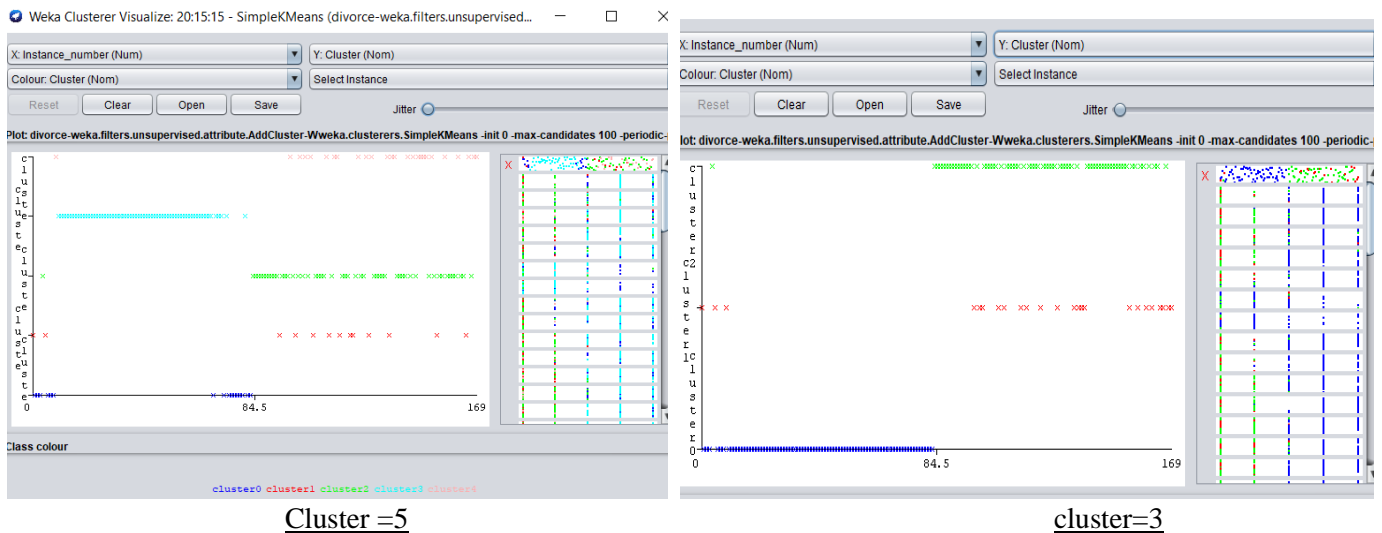 Weka Clusterer Visualize: 20:15:15 - SimpleKMeans (divorce-weka.filters.unsupervised...
X: Instance_number (Num)
Y: Cluster (Nom)
Colour: Cluster (Nom)
Select Instance
Reset
Clear
Open
Save
Jitter
Plot: divorce-weka.filters.unsupervised.attribute.AddCluster-Wweka.clusterers.SimpleKMeans -init 0 -max-candidates 100 -periodic-
X
0
84.5
169
Class colour
cluster0 cluster1 cluster2 cluster3 cluster4
Cluster =5
X: Instance_number (Num)
Y: Cluster (Nom)
Colour: Cluster (Nom)
Select Instance
Reset
Clear
Open
Save
Jitter
lot: divorce-weka.filters.unsupervised.attribute.AddCluster-Wweka.clusterers.SimpleKMeans -init 0 -max-candidates 100 -periodic-
X
cluster2
cluster1
cluster0
0
84.5
169
cluster=3